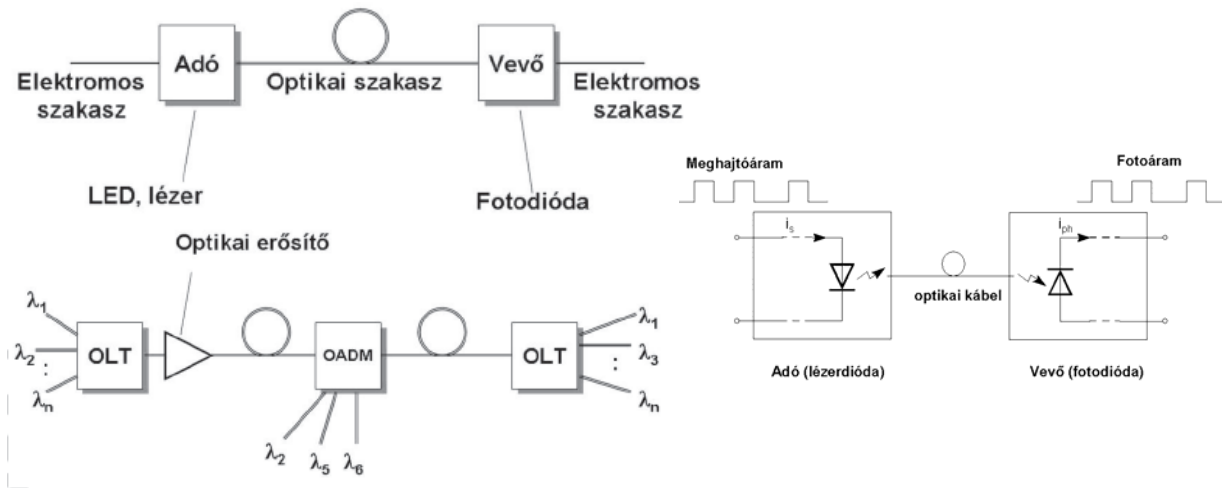 Adó
Vevő
Elektromos
szakasz
Optikai szakasz
Elektromos
szakasz
LED, lézer
Fotodióda
Optikai erősítő
λ1
λ2
:
λn
OLT
OADM
OLT
λ1
λ3
:
λn
λ2
λ5
λ6
Meghajtóáram
Fotoáram
is
iph
optikai kábel
Adó (lézerdióda)
Vevő (fotodióda)